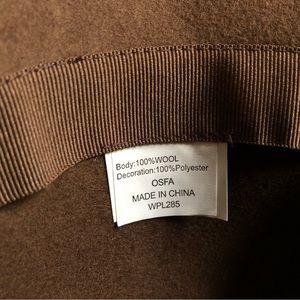 Body:100%WOOL
Decoration:100%Polyester
OSFA
MADE IN CHINA
WPL285